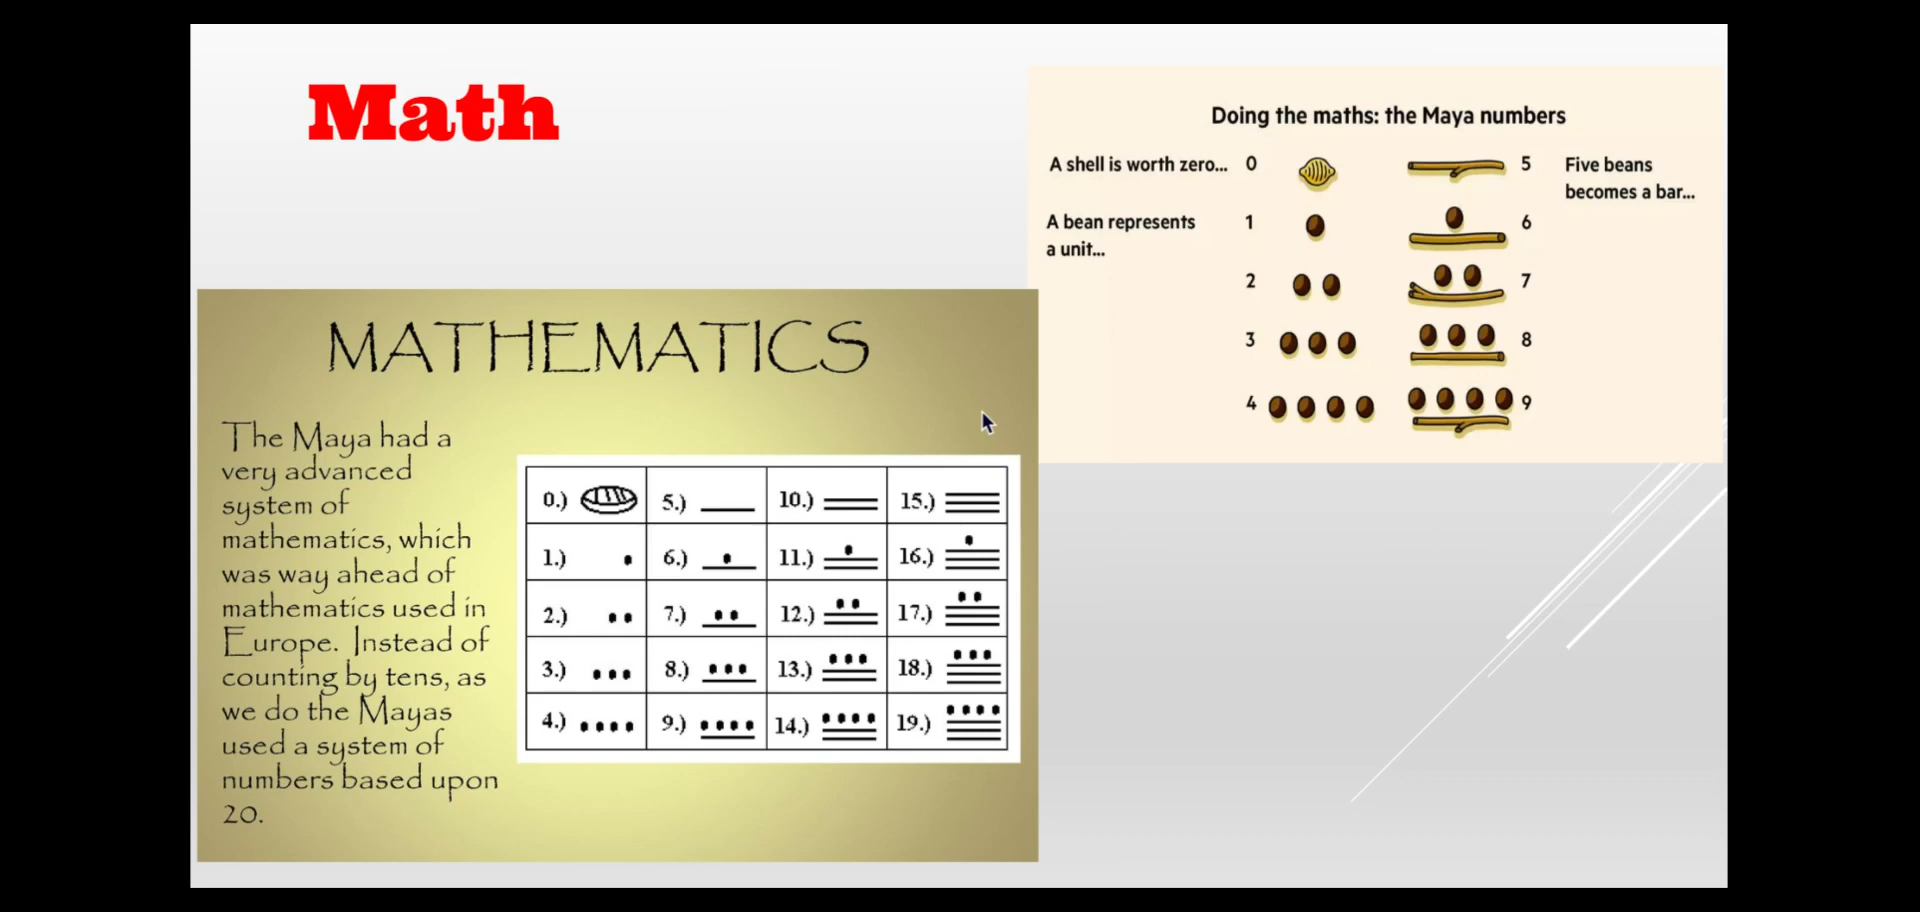 Math
Doing the maths: the Maya numbers
A shell is worth zero... 0 5 Five beans
becomes a bar...
A bean represents 1 6
a unit...
2 7
3 8
4 9
MATHEMATICS
The Maya had a
very advanced
system of
mathematics, which
was way ahead of
mathematics used in
Europe. Instead of
counting by tens, as
we do the Mayas
used a system of
numbers based upon
20.
0.) 5.) 10.) 15.)
1.) 6.) 11.) 16.)
2.) 7.) 12.) 17.)
3.) 8.) 13.) 18.)
4.) 9.) 14.) 19.)